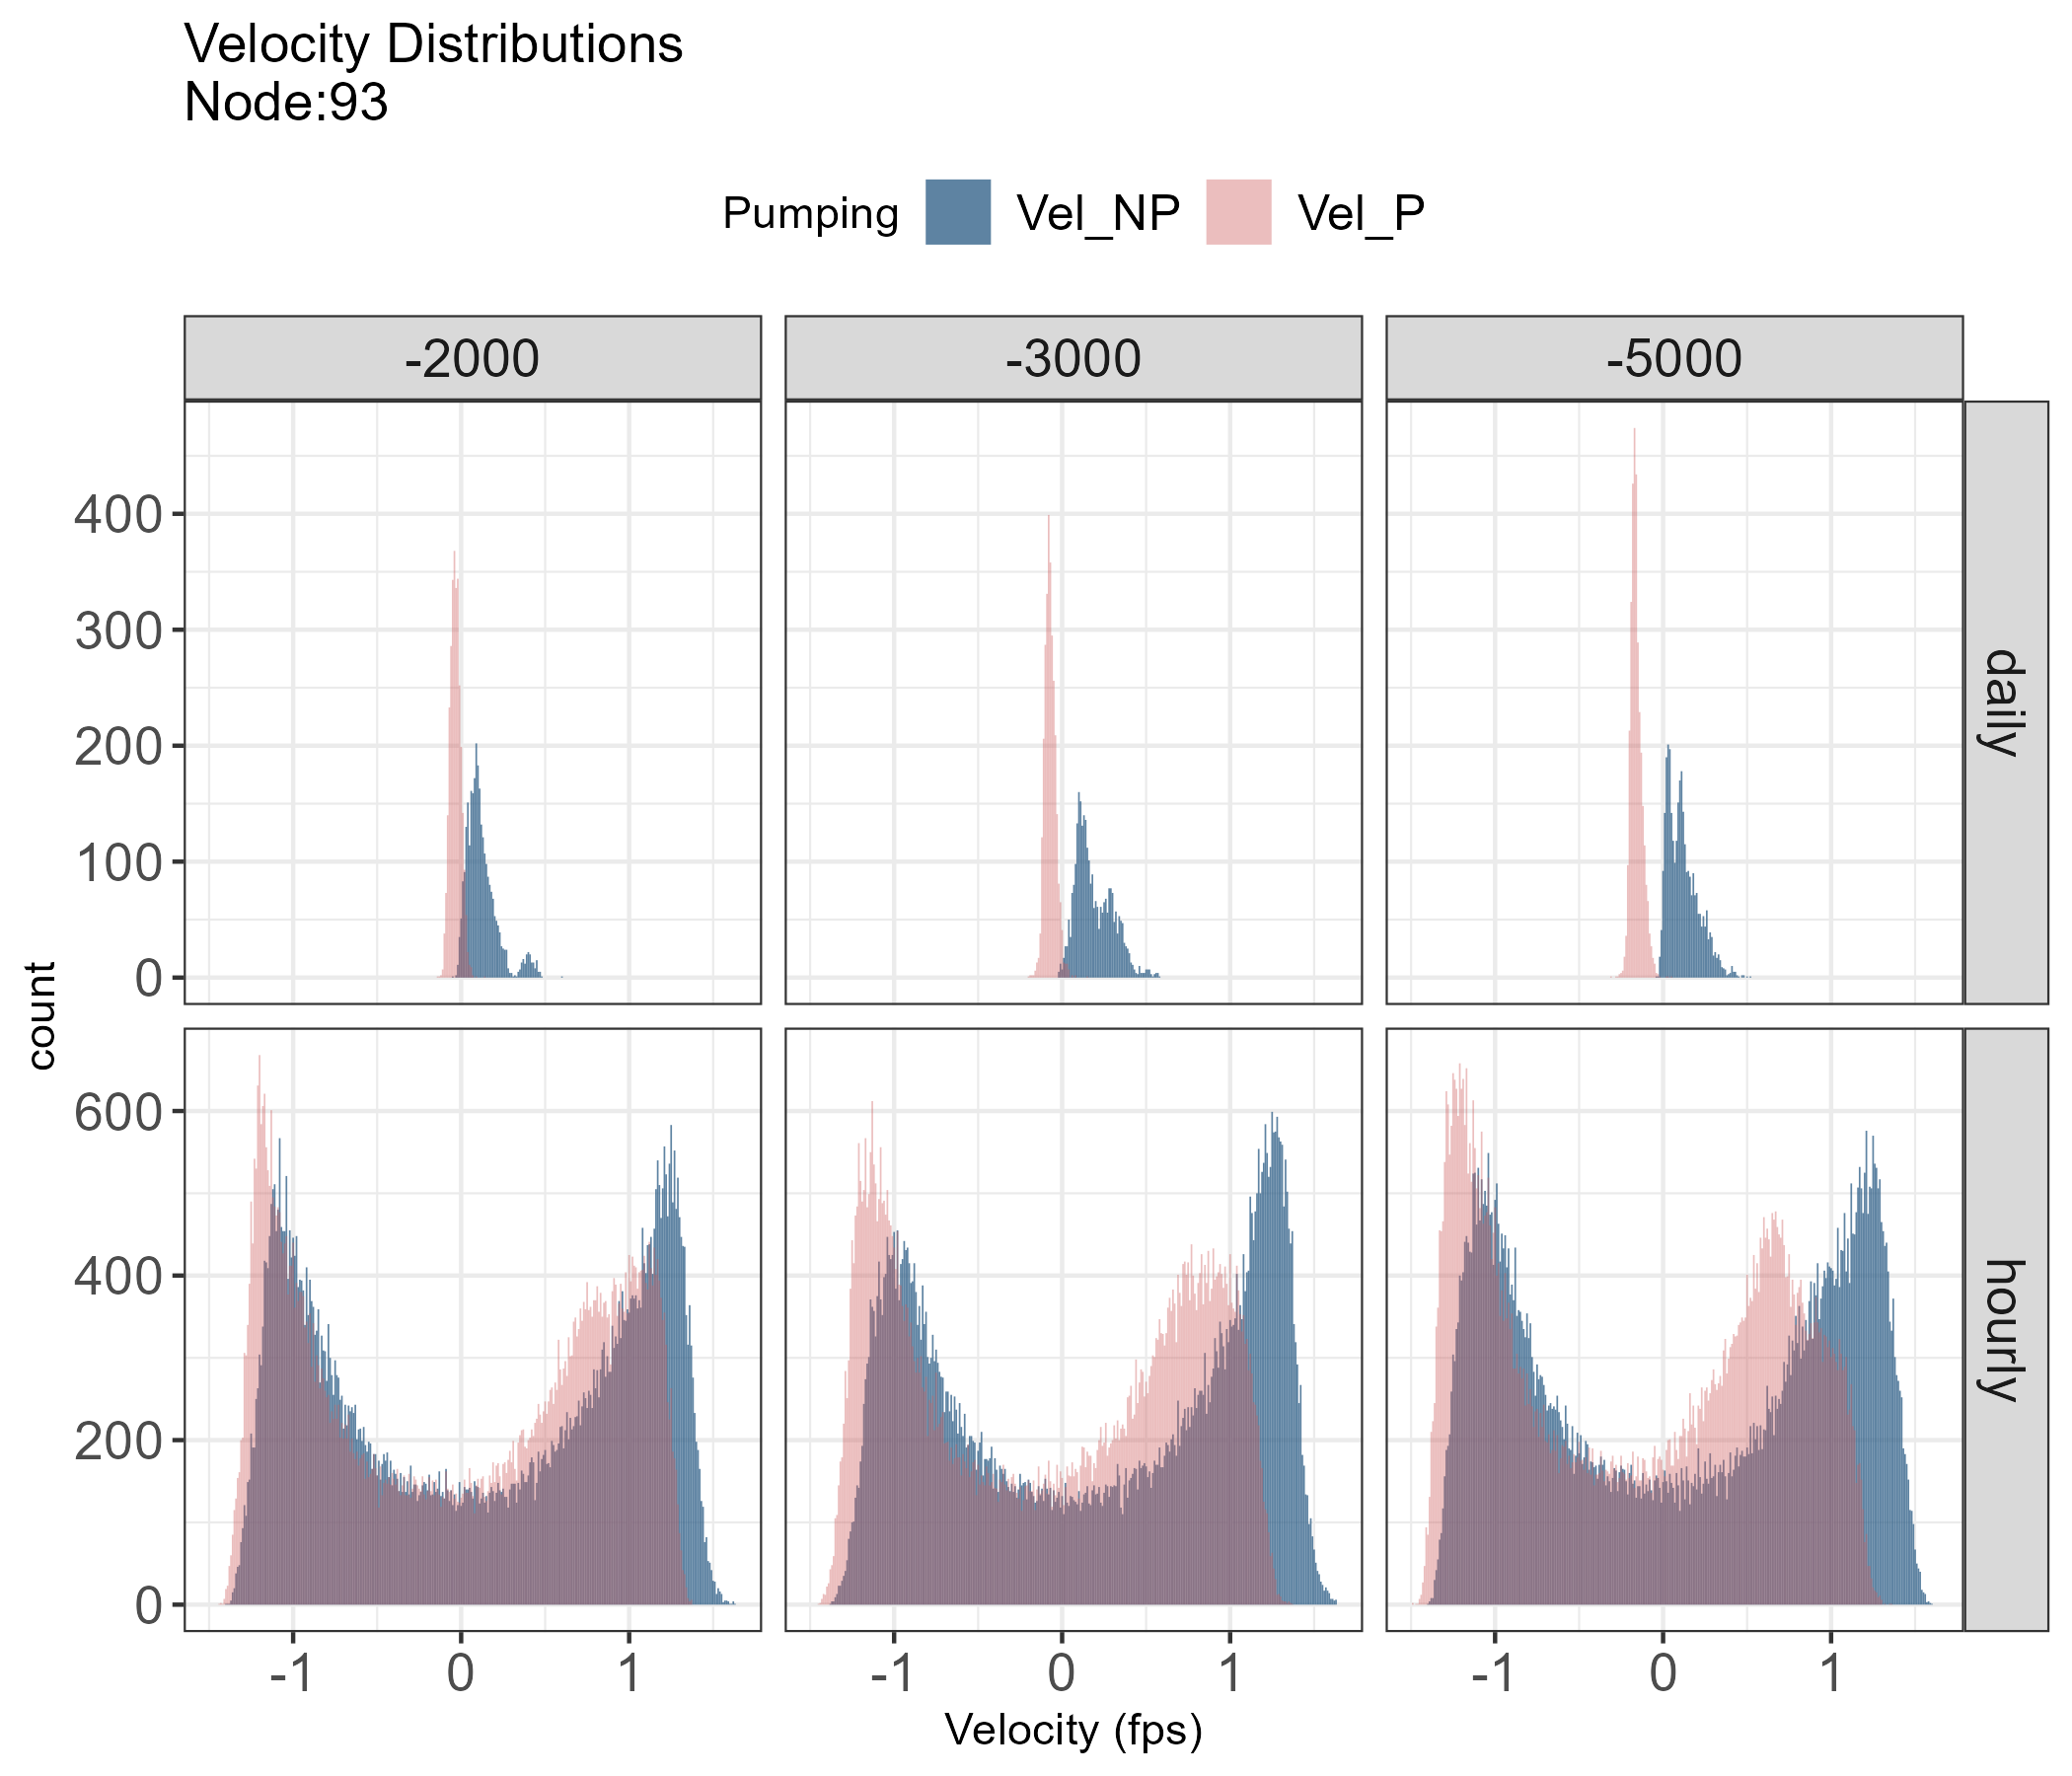 Velocity Distributions
Node:93
Pumping Vel_NP Vel_P
-2000 -3000 -5000
daily
400
300
200
100
0
count
hourly
600
400
200
0
-1 0 1 -1 0 1 -1 0 1
Velocity (fps)